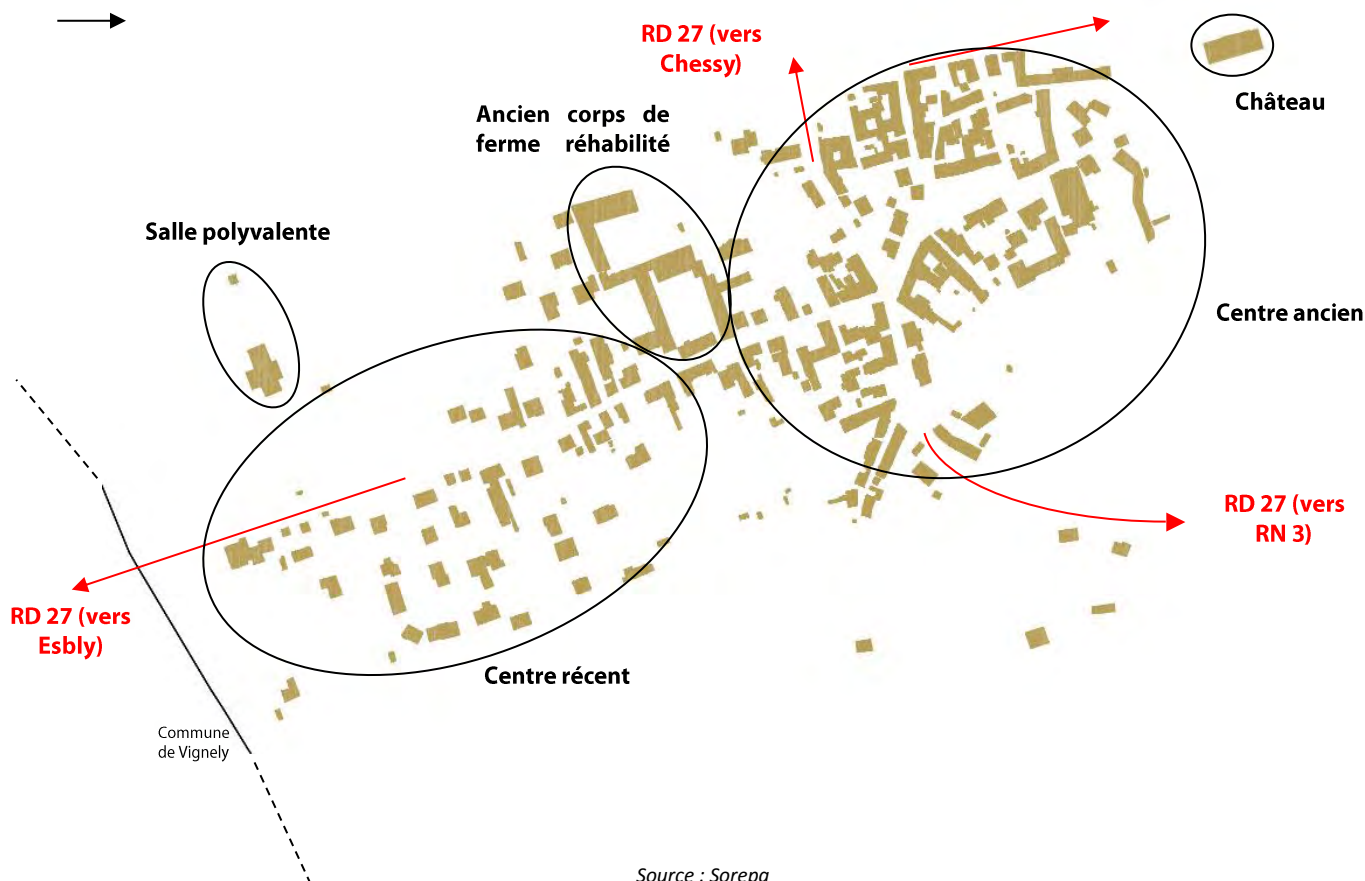 RD 27 (vers
Chessy)
Château
Ancien corps de
ferme réhabilité
Salle polyvalente
Centre ancien
RD 27 (vers
RN 3)
RD 27 (vers
Esbly)
Centre récent
Commune
de Vignely
Source : Sorepa